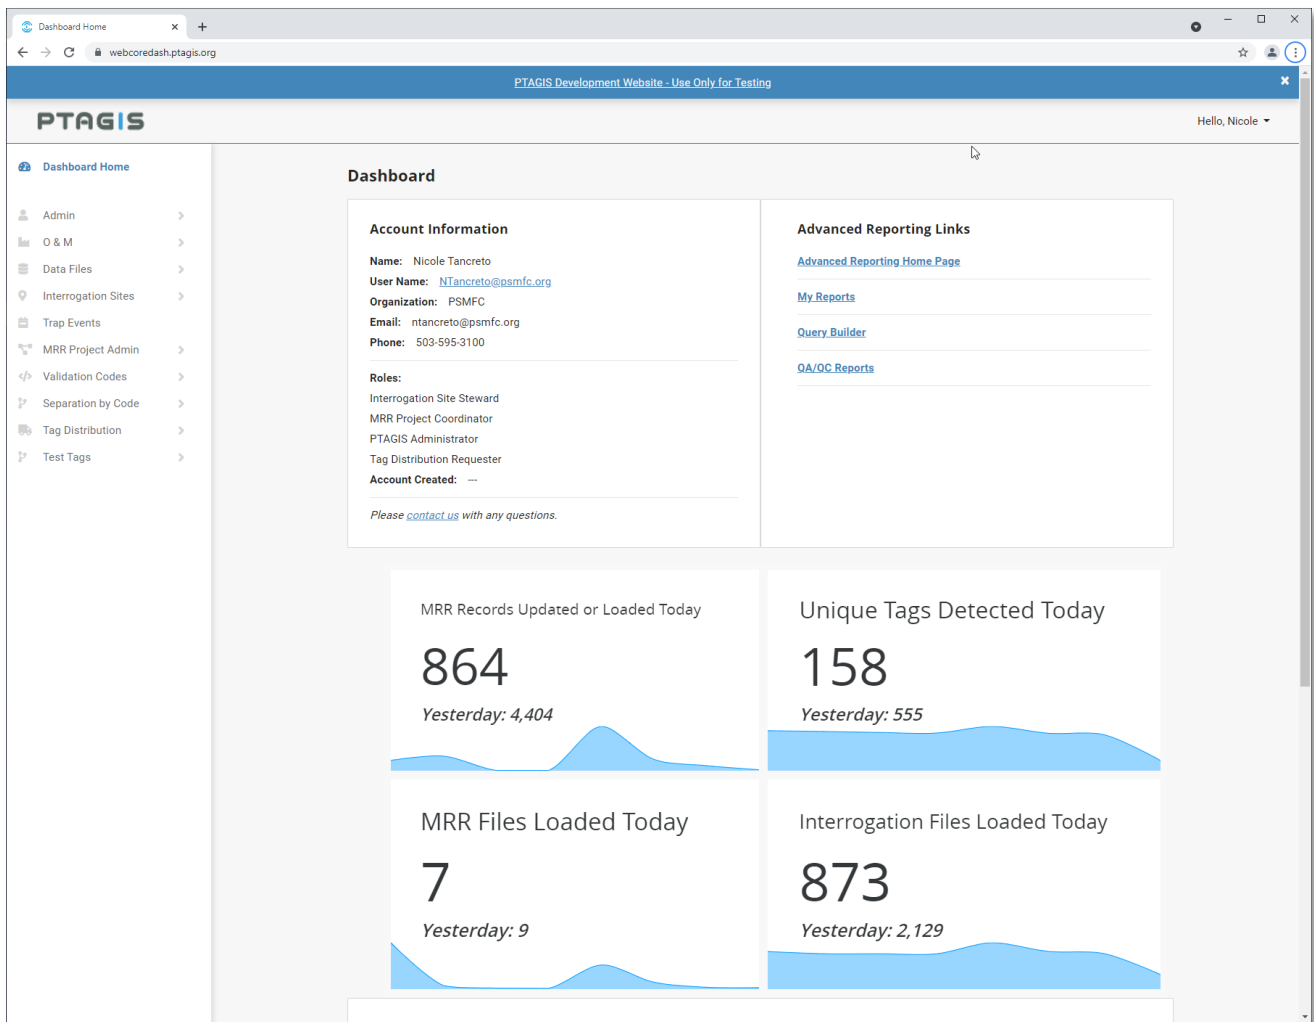 Dashboard Home
webcoredash.ptagis.org
PTAGIS Development Website - Use Only for Testing
PTAGIS
Hello, Nicole
Dashboard Home
Admin
O & M
Data Files
Interrogation Sites
Trap Events
MRR Project Admin
Validation Codes
Separation by Code
Tag Distribution
Test Tags
Dashboard
Account Information
Name: Nicole Tancreto
User Name: NTancreto@psmfc.org
Organization: PSMFC
Email: ntancreto@psmfc.org
Phone: 503-595-3100
Roles:
Interrogation Site Steward
MRR Project Coordinator
PTAGIS Administrator
Tag Distribution Requester
Account Created: ---
Please contact us with any questions.
Advanced Reporting Links
Advanced Reporting Home Page
My Reports
Query Builder
QA/QC Reports
MRR Records Updated or Loaded Today
864
Yesterday: 4,404
Unique Tags Detected Today
158
Yesterday: 555
MRR Files Loaded Today
7
Yesterday: 9
Interrogation Files Loaded Today
873
Yesterday: 2,129